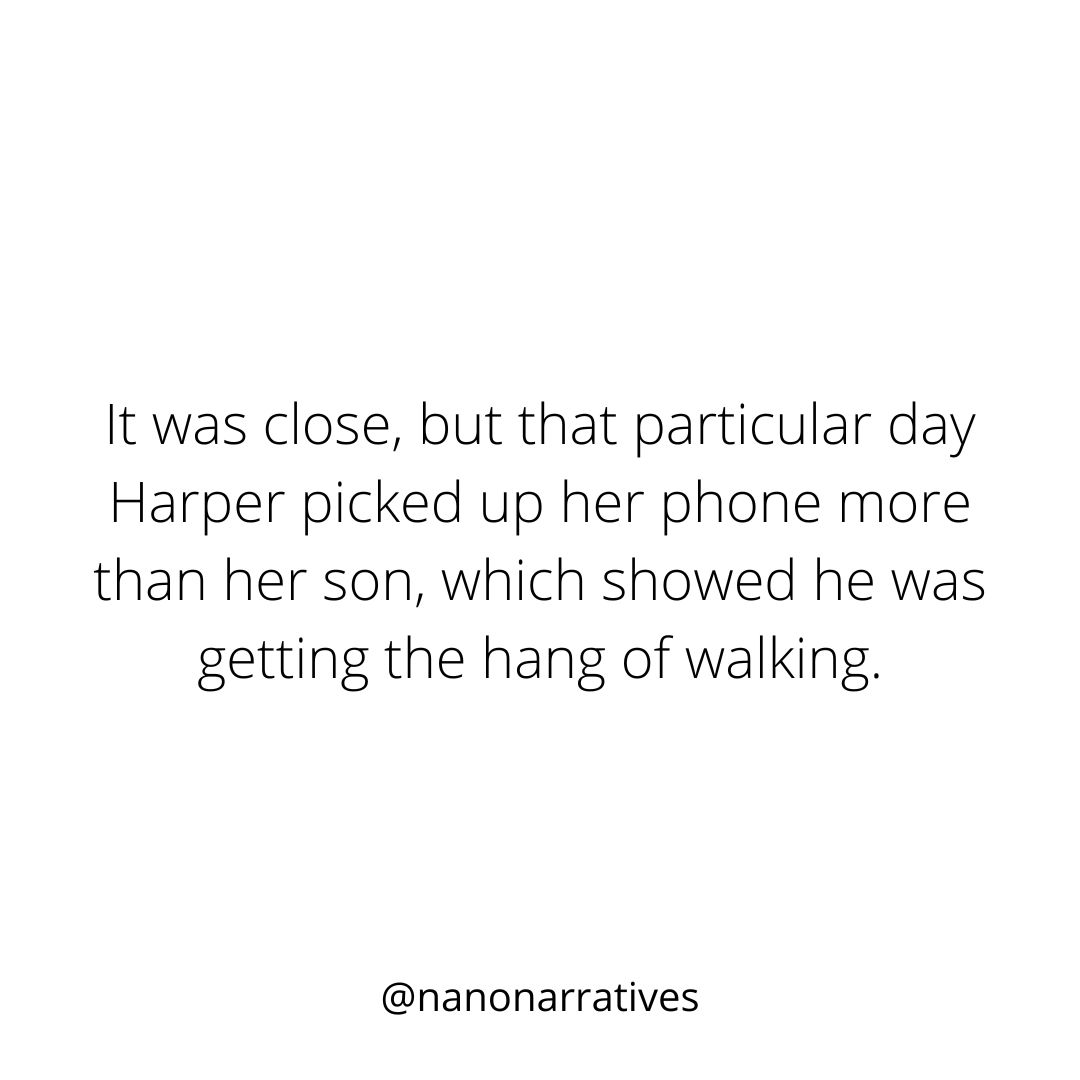 It was close, but that particular day
Harper picked up her phone more
than her son, which showed he was
getting the hang of walking.
@nanonarratives